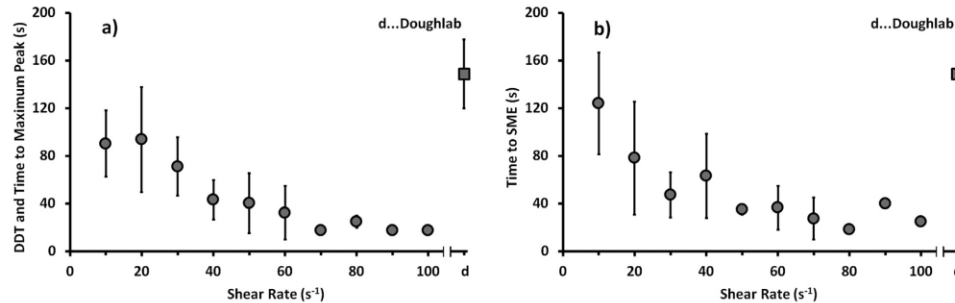 a)
d...Doughlab
DDT and Time to Maximum Peak (s)
200
160
120
80
40
0
0 20 40 60 80 100 d
Shear Rate (s⁻¹)
b)
d...Doughlab
Time to SME (s)
200
160
120
80
40
0
0 20 40 60 80 100
Shear Rate (s⁻¹)